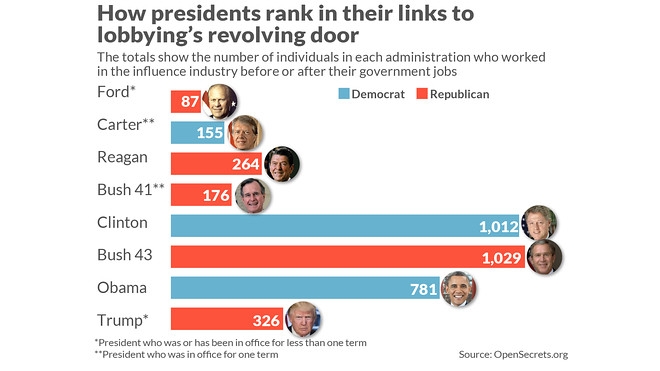 How presidents rank in their links to
lobbying's revolving door
The totals show the number of individuals in each administration who worked
in the influence industry before or after their government jobs
Democrat Republican
Ford* 87
Carter** 155
Reagan 264
Bush 41** 176
Clinton 1,012
Bush 43 1,029
Obama 781
Trump* 326
*President who was or has been in office for less than one term
**President who was in office for one term Source: OpenSecrets.org